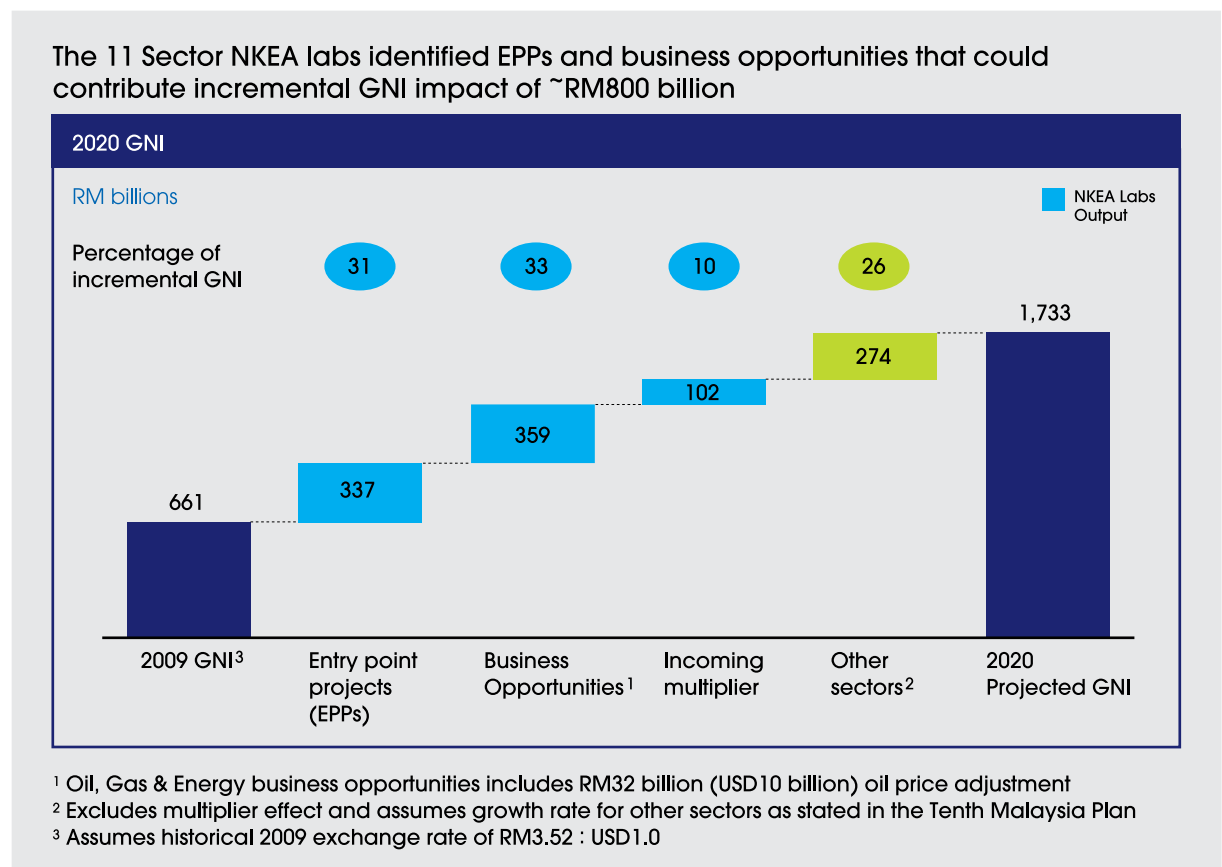 The 11 Sector NKEA labs identified EPPs and business opportunities that could
contribute incremental GNI impact of ~RM800 billion
2020 GNI
RM billions
NKEA Labs
Output
Percentage of
incremental GNI
31
33
10
26
661
337
359
102
274
1,733
2009 GNI³
Entry point
projects
(EPPs)
Business
Opportunities¹
Incoming
multiplier
Other
sectors²
2020
Projected GNI
¹ Oil, Gas & Energy business opportunities includes RM32 billion (USD10 billion) oil price adjustment
² Excludes multiplier effect and assumes growth rate for other sectors as stated in the Tenth Malaysia Plan
³ Assumes historical 2009 exchange rate of RM3.52 : USD1.0